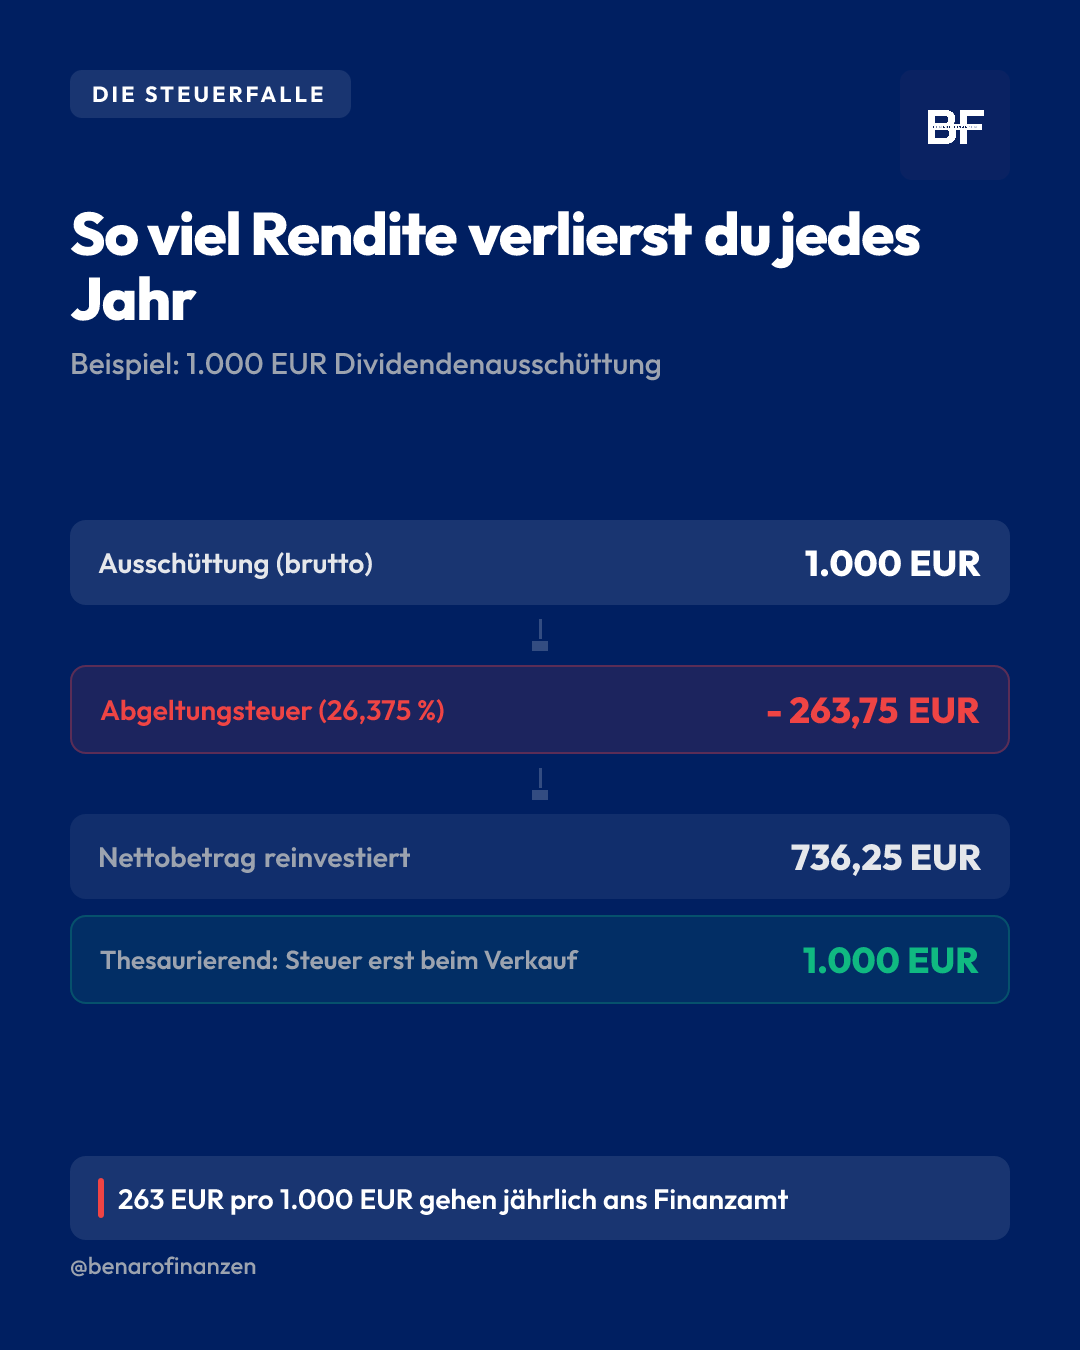 DIE STEUERFALLE
BF
So viel Rendite verlierst du jedes
Jahr
Beispiel: 1.000 EUR Dividendenausschüttung
Ausschüttung (brutto)
1.000 EUR
Abgeltungsteuer (26,375 %)
- 263,75 EUR
Nettobetrag reinvestiert
736,25 EUR
Thesaurierend: Steuer erst beim Verkauf
1.000 EUR
263 EUR pro 1.000 EUR gehen jährlich ans Finanzamt
@benarofinanzen